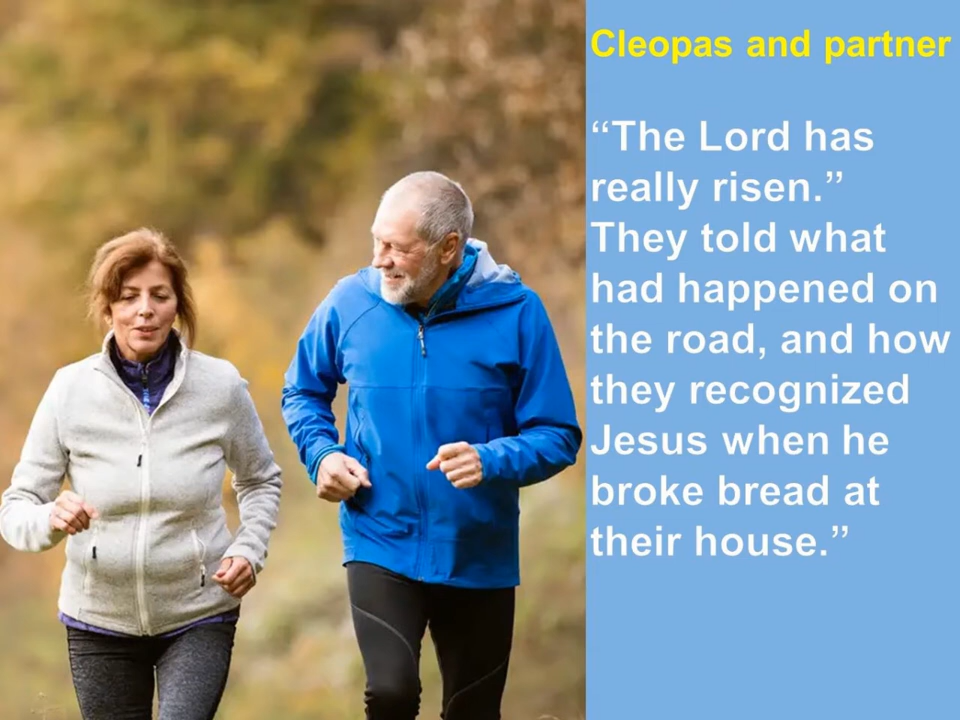 Cleopas and partner
“The Lord has
really risen.”
They told what
had happened on
the road, and how
they recognized
Jesus when he
broke bread at
their house.”